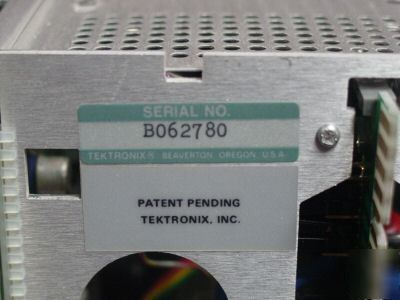 SERIAL NO.
B062780
TEKTRONIX® BEAVERTON OREGON U.S.A
PATENT PENDING
TEKTRONIX, INC.